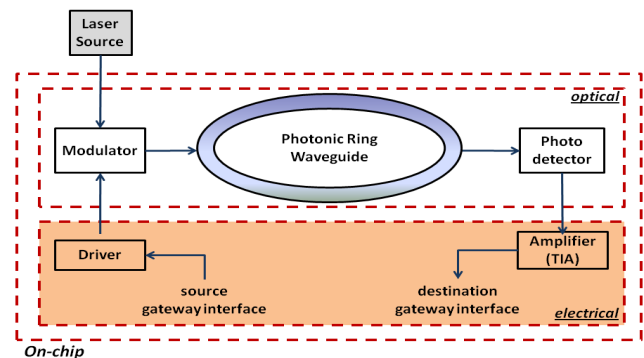 Laser
Source
optical
Modulator
Photonic Ring
Waveguide
Photo
detector
Driver
Amplifier
(TIA)
source
gateway interface
destination
gateway interface
electrical
On-chip